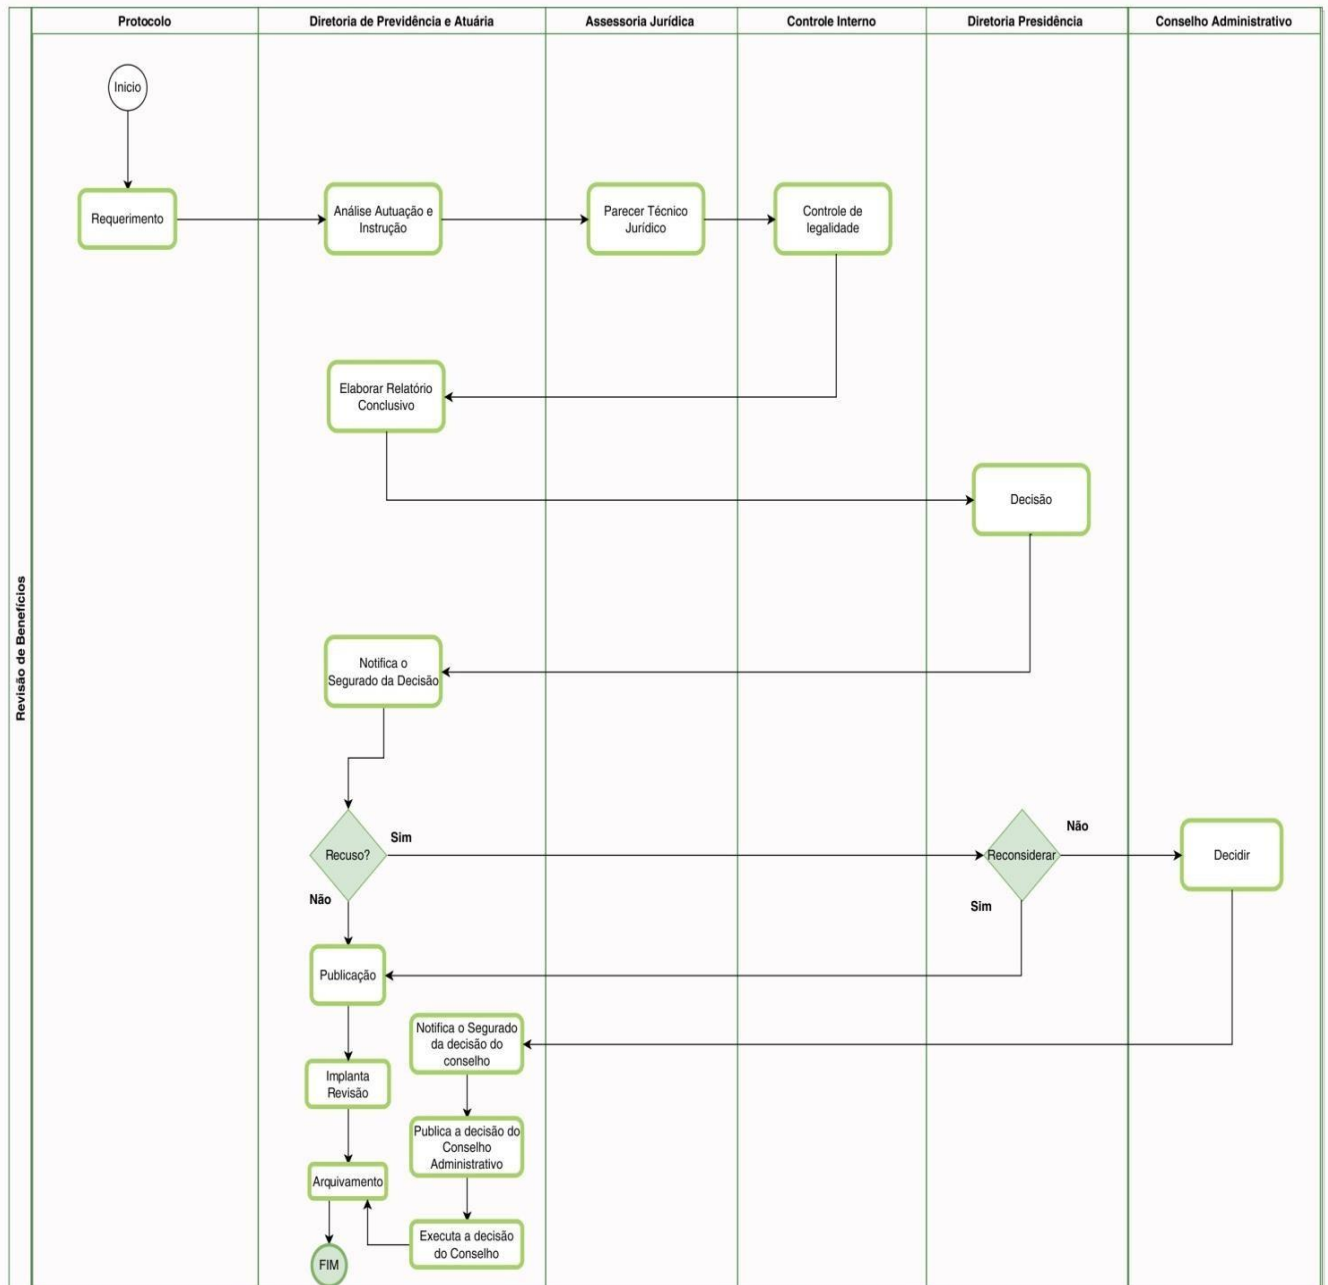 Protocolo
Diretoria de Previdência e Atuária
Assessoria Jurídica
Controle Interno
Diretoria Presidência
Conselho Administrativo
Revisão de Benefícios
Inicio
Requerimento
Análise Autuação e
Instrução
Parecer Técnico
Jurídico
Controle de
legalidade
Elaborar Relatório
Conclusivo
Decisão
Notifica o
Segurado da Decisão
Recuso?
Sim
Não
Reconsiderar
Não
Sim
Decidir
Publicação
Notifica o Segurado
da decisão do
conselho
Implanta
Revisão
Publica a decisão do
Conselho
Administrativo
Arquivamento
Executa a decisão
do Conselho
FIM